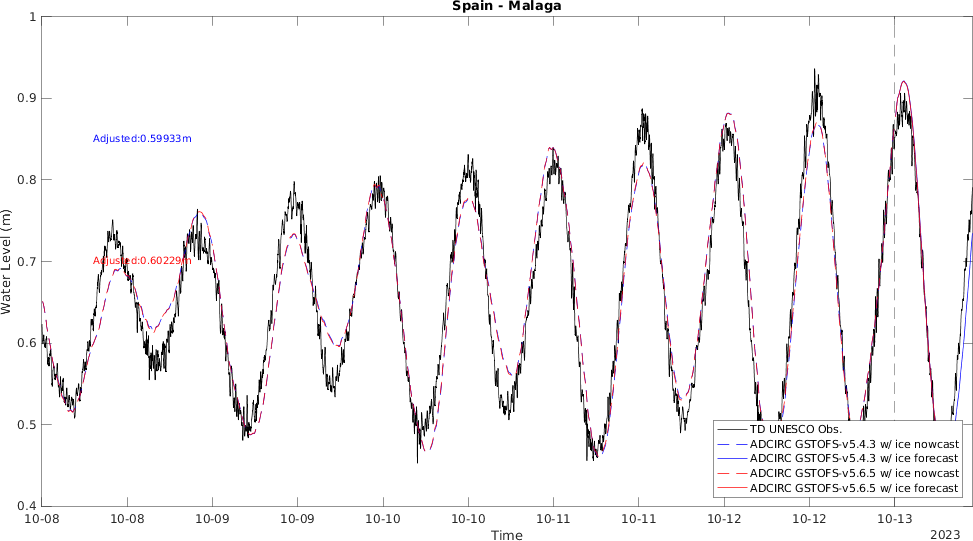 Spain - Malaga
1
0.9
0.8
0.7
0.6
0.5
0.4
Water Level (m)
Adjusted:0.59933m
Adjusted:0.60229m
TD UNESCO Obs.
ADCIRC GSTOFS-v5.4.3 w/ ice nowcast
ADCIRC GSTOFS-v5.4.3 w/ ice forecast
ADCIRC GSTOFS-v5.6.5 w/ ice nowcast
ADCIRC GSTOFS-v5.6.5 w/ ice forecast
10-08 10-08 10-09 10-09 10-10 10-10 10-11 10-11 10-12 10-12 10-13
Time
2023